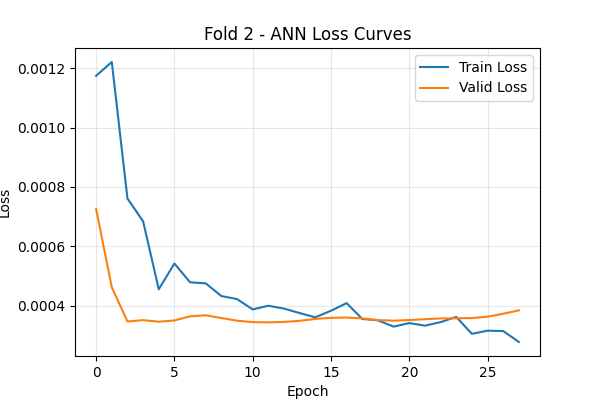 Fold 2 - ANN Loss Curves
Train Loss
Valid Loss
0.0012
0.0010
0.0008
0.0006
0.0004
Loss
0
5
10
15
20
25
Epoch